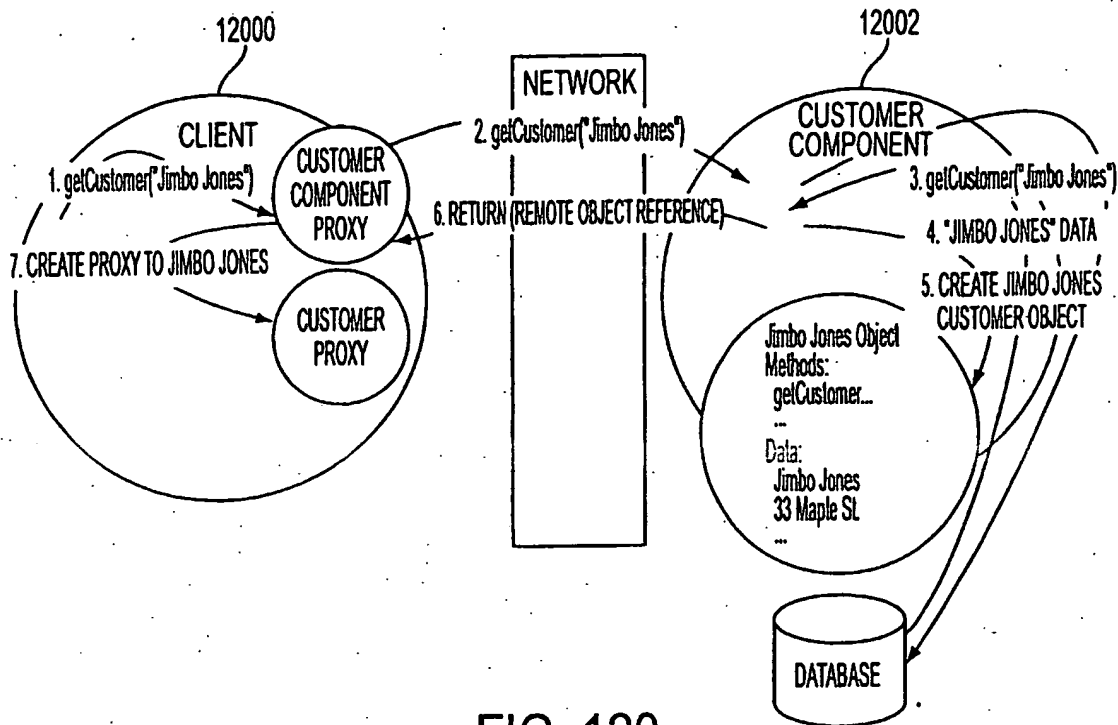 12000
12002
NETWORK
CLIENT
CUSTOMER
COMPONENT
1. getCustomer("Jimbo Jones")
CUSTOMER
COMPONENT
PROXY
2. getCustomer("Jimbo Jones")
3. getCustomer("Jimbo Jones")
6. RETURN (REMOTE OBJECT REFERENCE)
4. "JIMBO JONES" DATA
7. CREATE PROXY TO JIMBO JONES
5. CREATE JIMBO JONES
CUSTOMER OBJECT
CUSTOMER
PROXY
Jimbo Jones Object
Methods:
getCustomer...
...
Data:
Jimbo Jones
33 Maple St.
...
DATABASE
FIG. 120